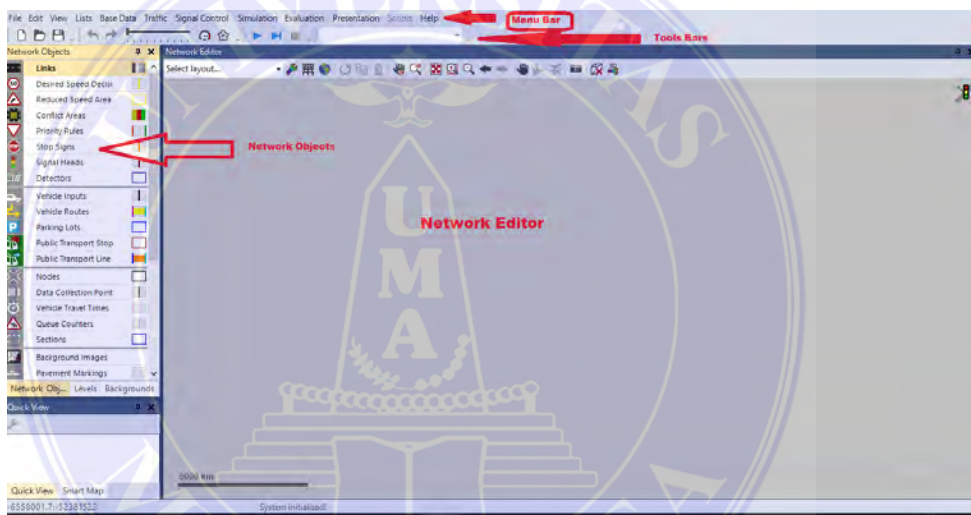 File Edit View Lists Base Data Traffic Signal Control Simulation Evaluation Presentation Scripts Help
Menu Bar
Tools Bars
Network Objects
Network Editor
Links
Select layout...
Desired Speed Decisi
Reduced Speed Area
Conflict Areas
Priority Rules
Stop Signs
Network Objects
Signal Heads
Detectors
Vehicle Inputs
Vehicle Routes
Network Editor
Parking Lots
Public Transport Stop
Public Transport Line
Nodes
Data Collection Point
Vehicle Travel Times
Queue Counters
Sections
Background Images
Pavement Markings
Network Obj... Levels Backgrounds
Quick View
Quick View Smart Map
System initialized!
UMA